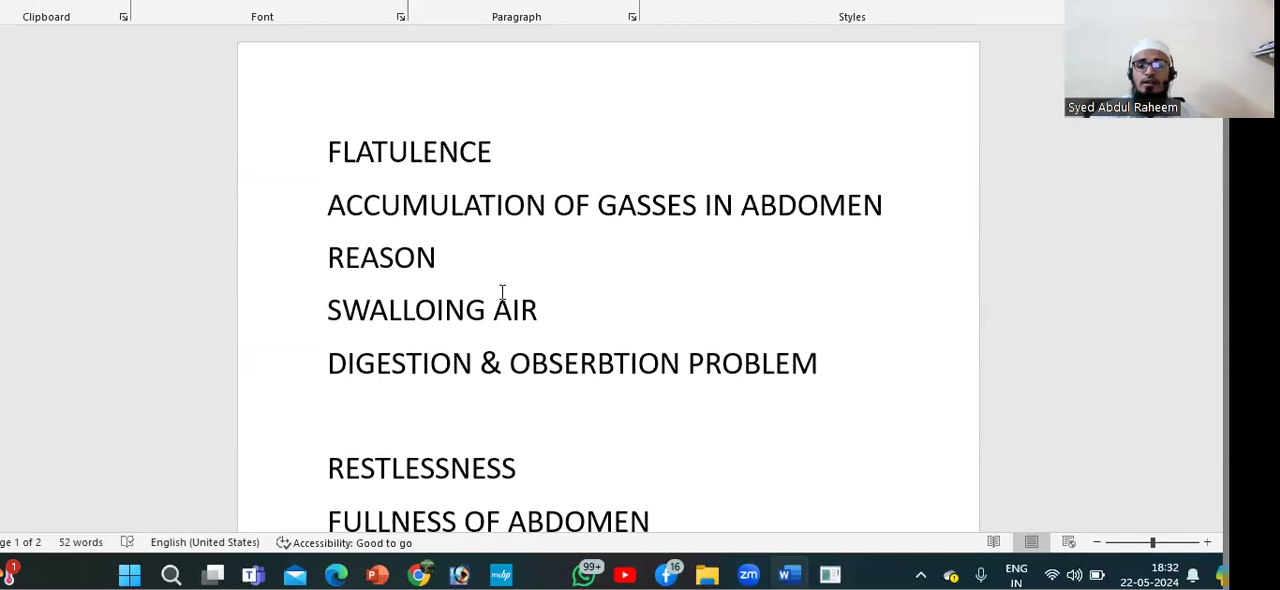 Clipboard
Font
Paragraph
Styles
Syed Abdul Raheem
FLATULENCE
ACCUMULATION OF GASSES IN ABDOMEN
REASON
SWALLOING AIR
DIGESTION & OBSERBTION PROBLEM
RESTLESSNESS
FULLNESS OF ABDOMEN
ge 1 of 2 52 words English (United States) Accessibility: Good to go
1 99+ 16 zm ENG 18:32
IN 22-05-2024